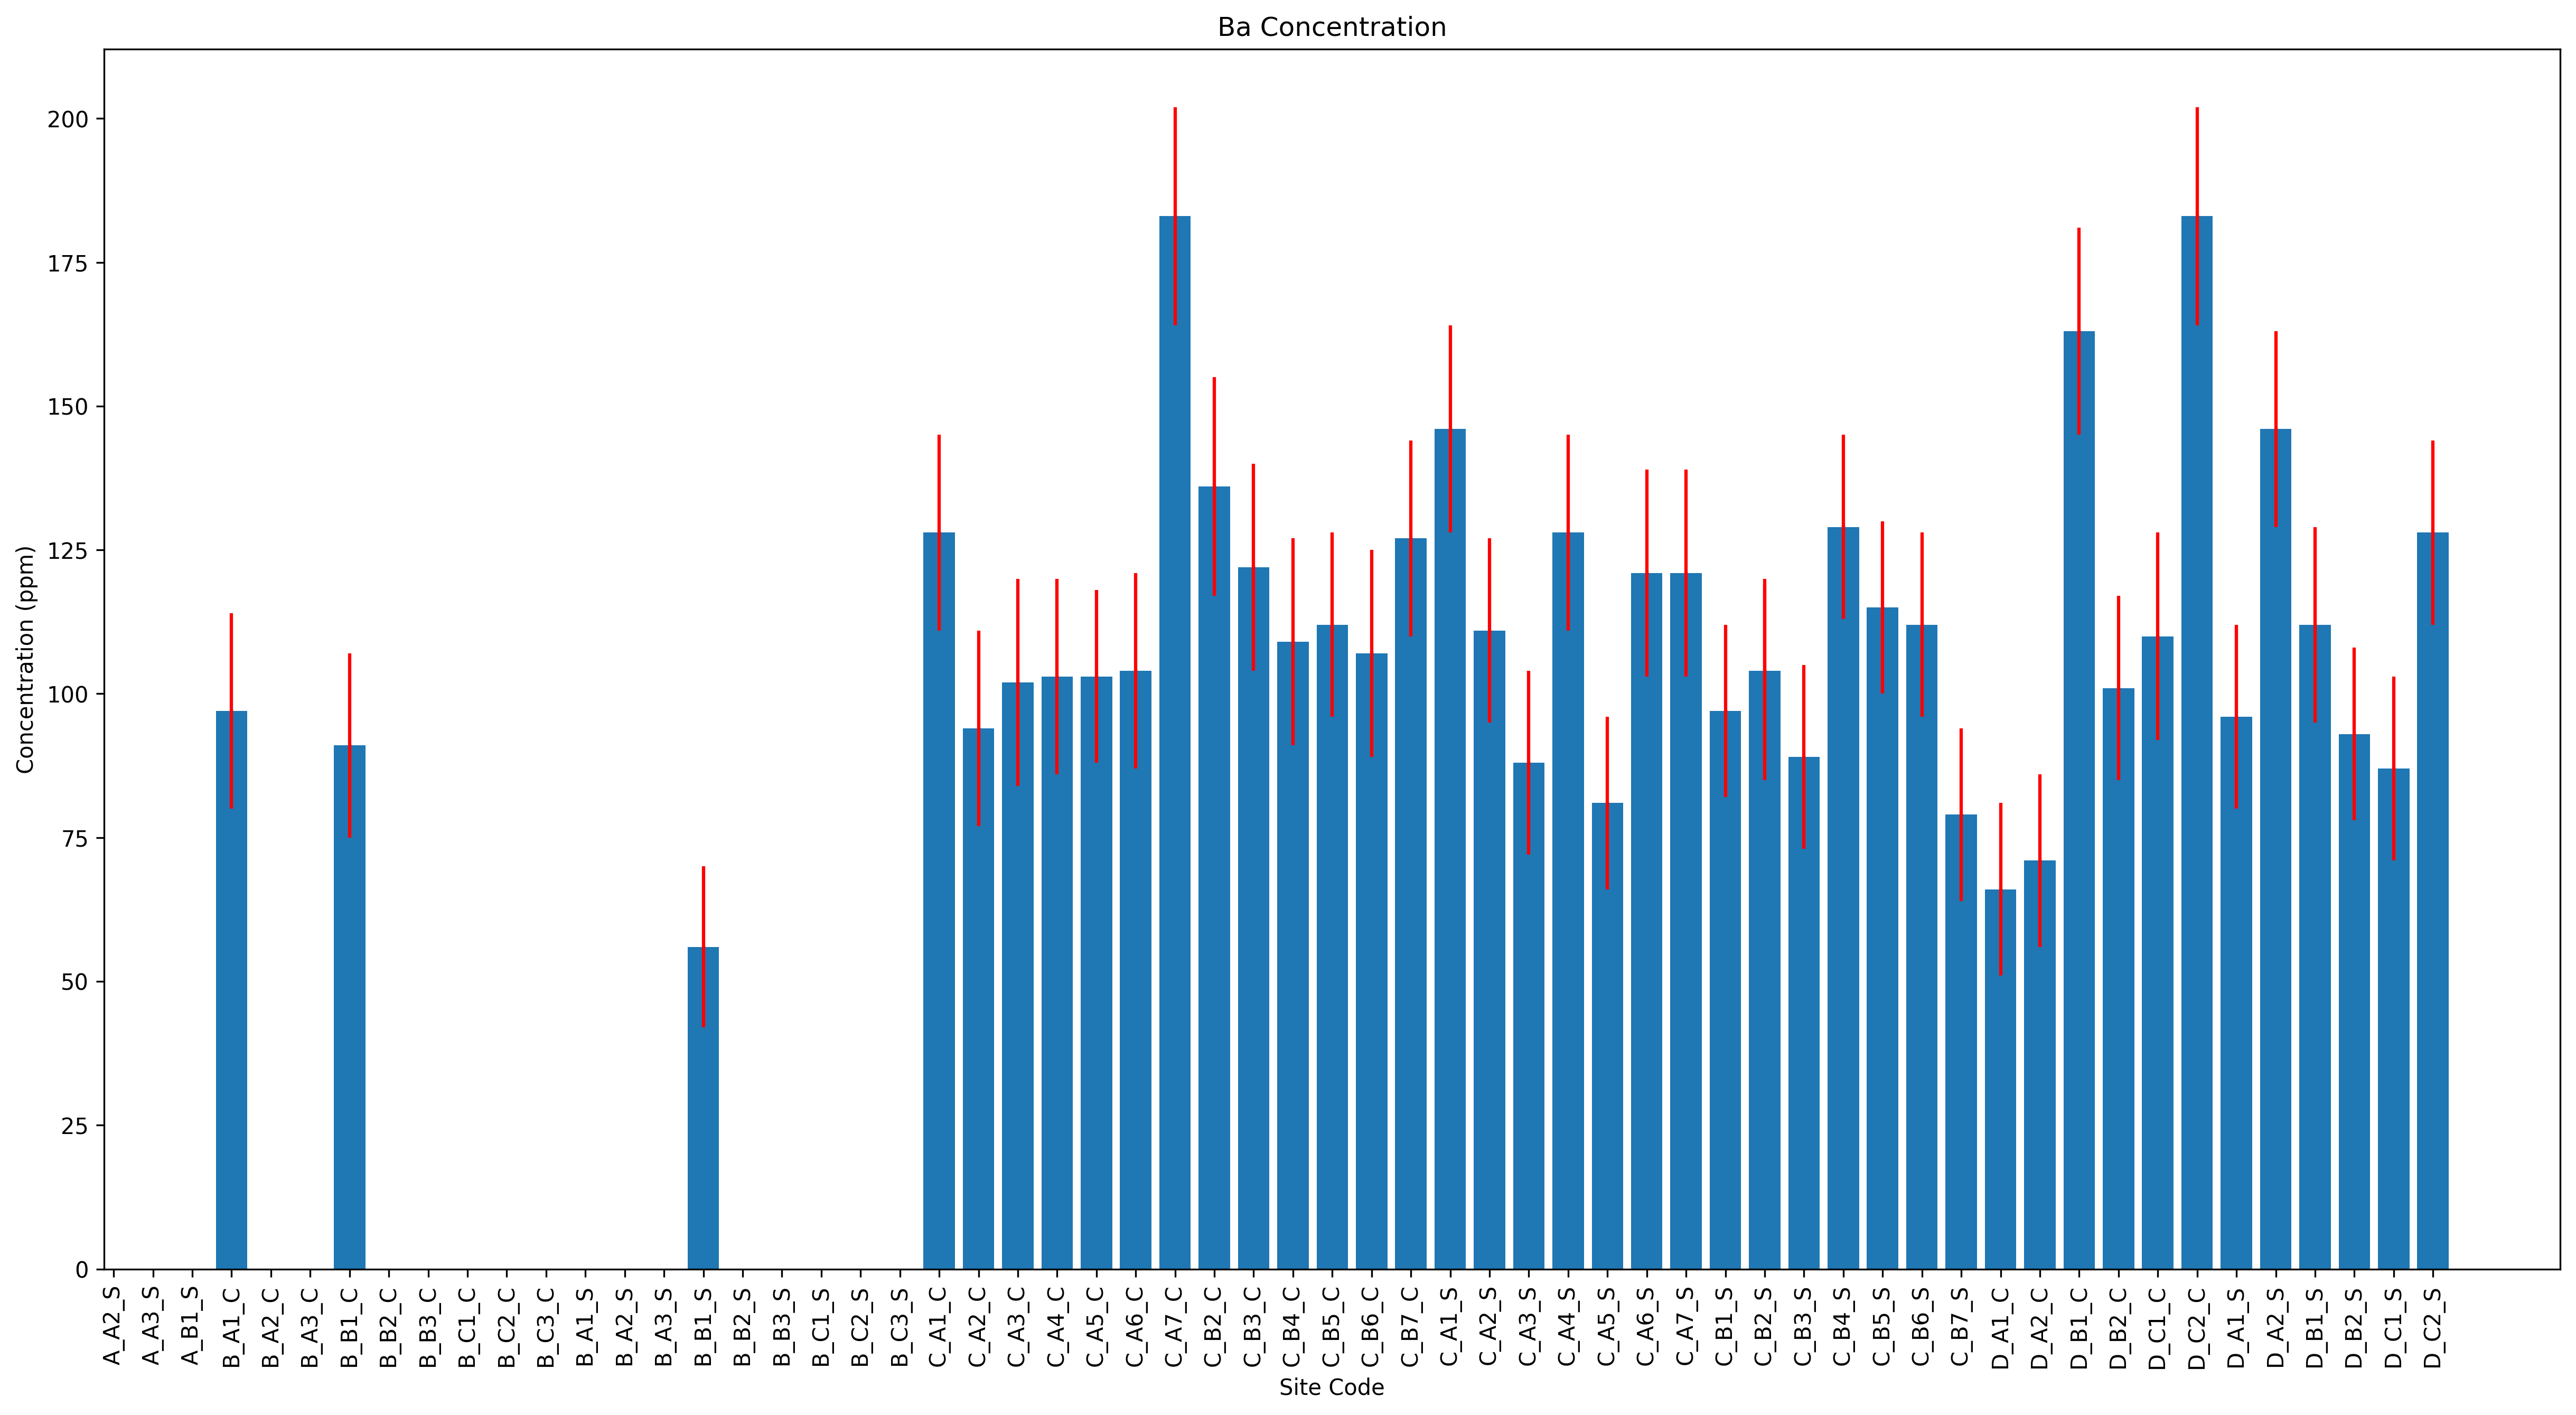 Ba Concentration
Concentration (ppm)
200
175
150
125
100
75
50
25
0
A_A2_S
A_A3_S
A_B1_S
B_A1_C
B_A2_C
B_A3_C
B_B1_C
B_B2_C
B_B3_C
B_C1_C
B_C2_C
B_C3_C
B_A1_S
B_A2_S
B_A3_S
B_B1_S
B_B2_S
B_B3_S
B_C1_S
B_C2_S
B_C3_S
C_A1_C
C_A2_C
C_A3_C
C_A4_C
C_A5_C
C_A6_C
C_A7_C
C_B2_C
C_B3_C
C_B4_C
C_B5_C
C_B6_C
C_B7_C
C_A1_S
C_A2_S
C_A3_S
C_A4_S
C_A5_S
C_A6_S
C_A7_S
C_B1_S
C_B2_S
C_B3_S
C_B4_S
C_B5_S
C_B6_S
C_B7_S
D_A1_C
D_A2_C
D_B1_C
D_B2_C
D_C1_C
D_C2_C
D_A1_S
D_A2_S
D_B1_S
D_B2_S
D_C1_S
D_C2_S
Site Code